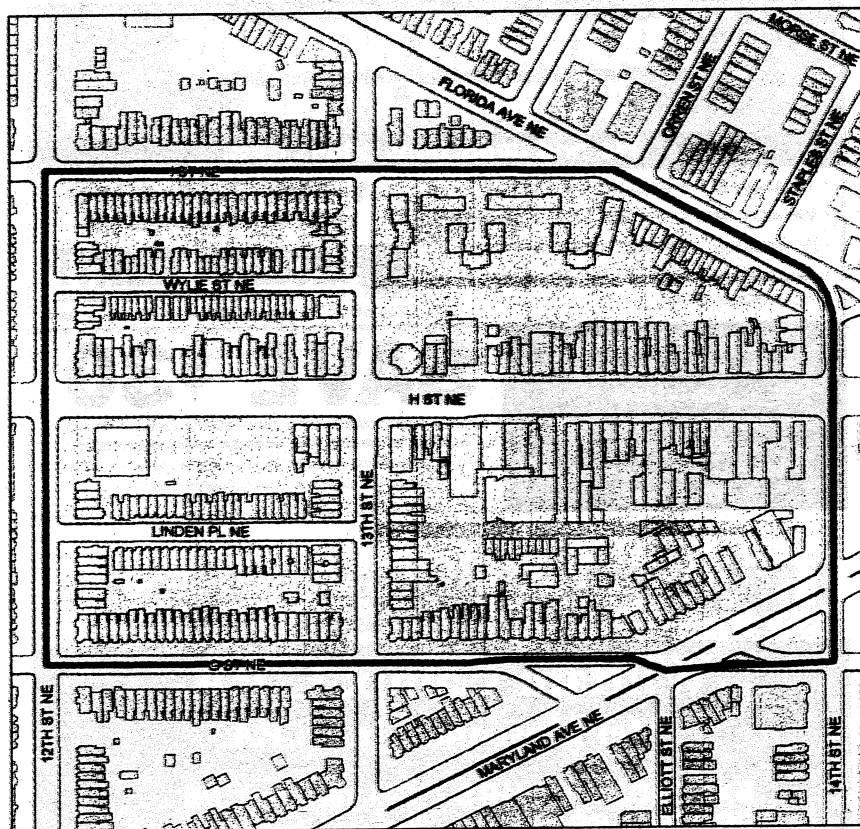 MORSE ST NE
FLORIDA AVE NE
ORREN ST NE
STAPLES ST NE
I ST NE
WYLIE ST NE
H ST NE
13TH ST NE
LINDEN PL NE
G ST NE
12TH ST NE
MARYLAND AVE NE
ELLIOTT ST NE
14TH ST NE